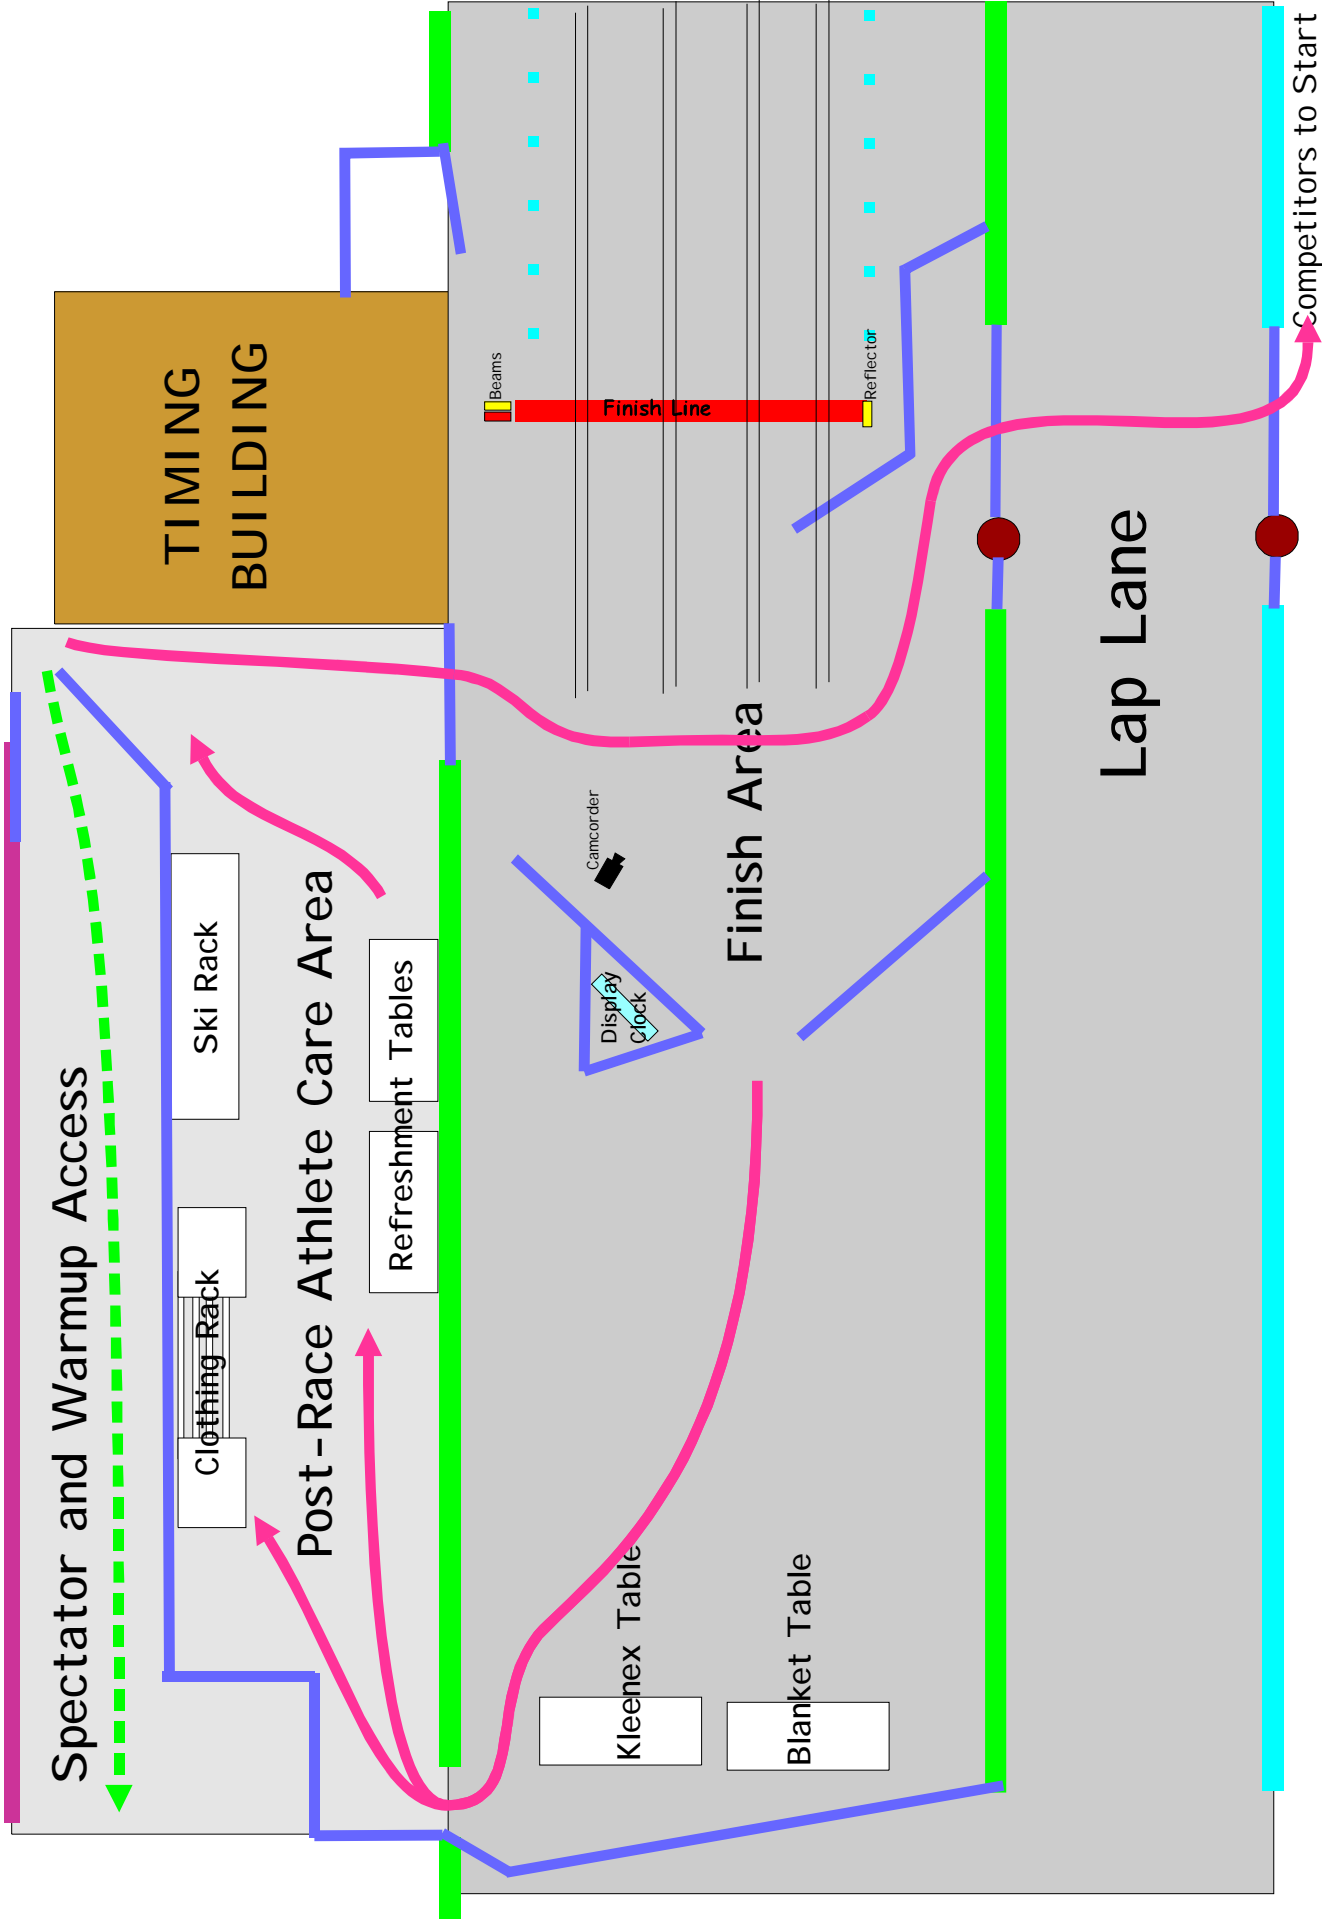 Competitors to Start
TIMING
BUILDING
Beams
Finish Line
Reflector
Lap Lane
Camcorder
Finish Area
Display
Clock
Ski Rack
Refreshment Tables
Post-Race Athlete Care Area
Spectator and Warmup Access
Clothing Rack
Kleenex Table
Blanket Table